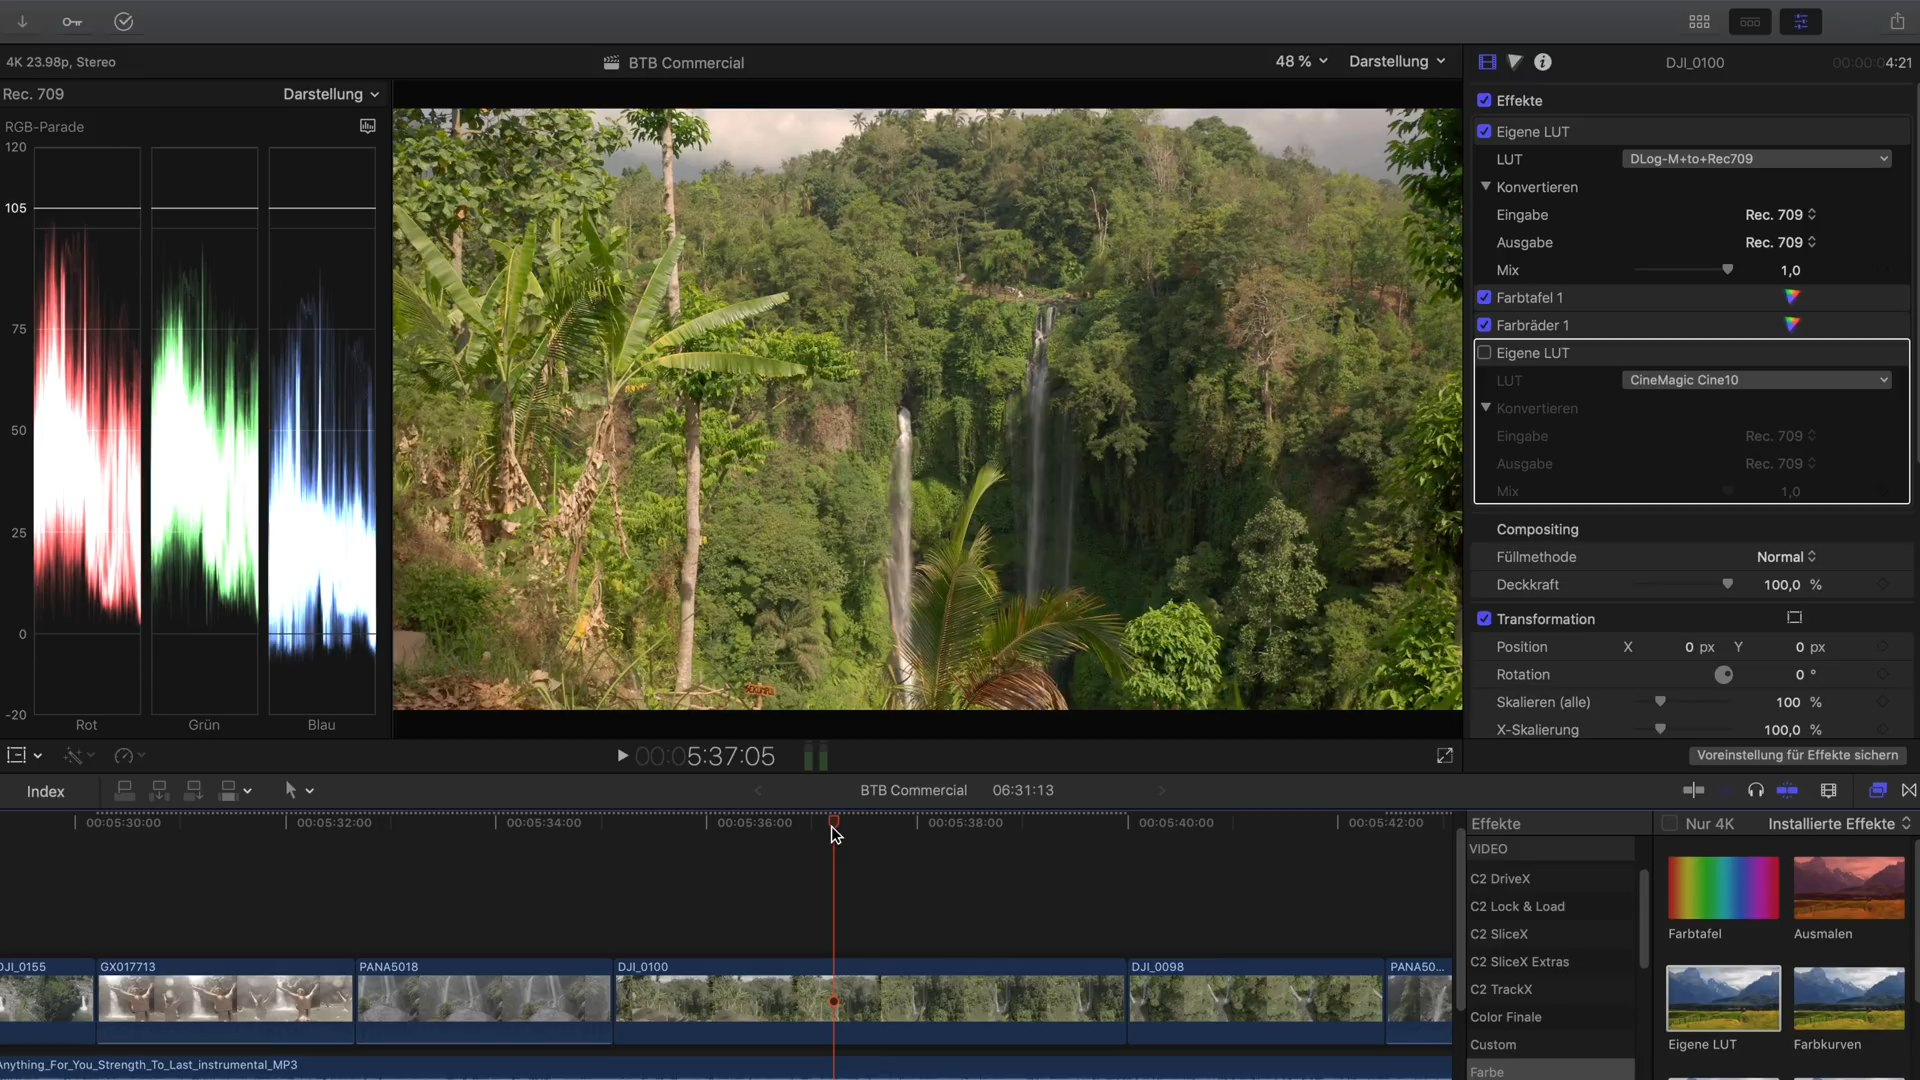 4K 23.98p, Stereo
BTB Commercial
48 %
Darstellung
DJI_0100
00:00:04:21
Rec. 709
Darstellung
RGB-Parade
120
105
75
50
25
0
-20
Rot
Grün
Blau
Sekumpul
Effekte
Eigene LUT
LUT
DLog-M+to+Rec709
Konvertieren
Eingabe
Rec. 709
Ausgabe
Rec. 709
Mix
1,0
Farbtafel 1
Farbräder 1
Eigene LUT
LUT
CineMagic Cine10
Konvertieren
Eingabe
Rec. 709
Ausgabe
Rec. 709
Mix
1,0
Compositing
Füllmethode
Normal
Deckkraft
100,0 %
Transformation
Position
X
0 px
Y
0 px
Rotation
0 °
Skalieren (alle)
100 %
X-Skalierung
100,0 %
Voreinstellung für Effekte sichern
00:05:37:05
Index
BTB Commercial
06:31:13
00:05:30:00
00:05:32:00
00:05:34:00
00:05:36:00
00:05:38:00
00:05:40:00
00:05:42:00
DJI_0155
GX017713
PANA5018
DJI_0100
DJI_0098
PANA50...
Anything_For_You_Strength_To_Last_instrumental_MP3
Effekte
Nur 4K
Installierte Effekte
VIDEO
C2 DriveX
C2 Lock & Load
C2 SliceX
C2 SliceX Extras
C2 TrackX
Color Finale
Custom
Farbe
Farbtafel
Ausmalen
Eigene LUT
Farbkurven